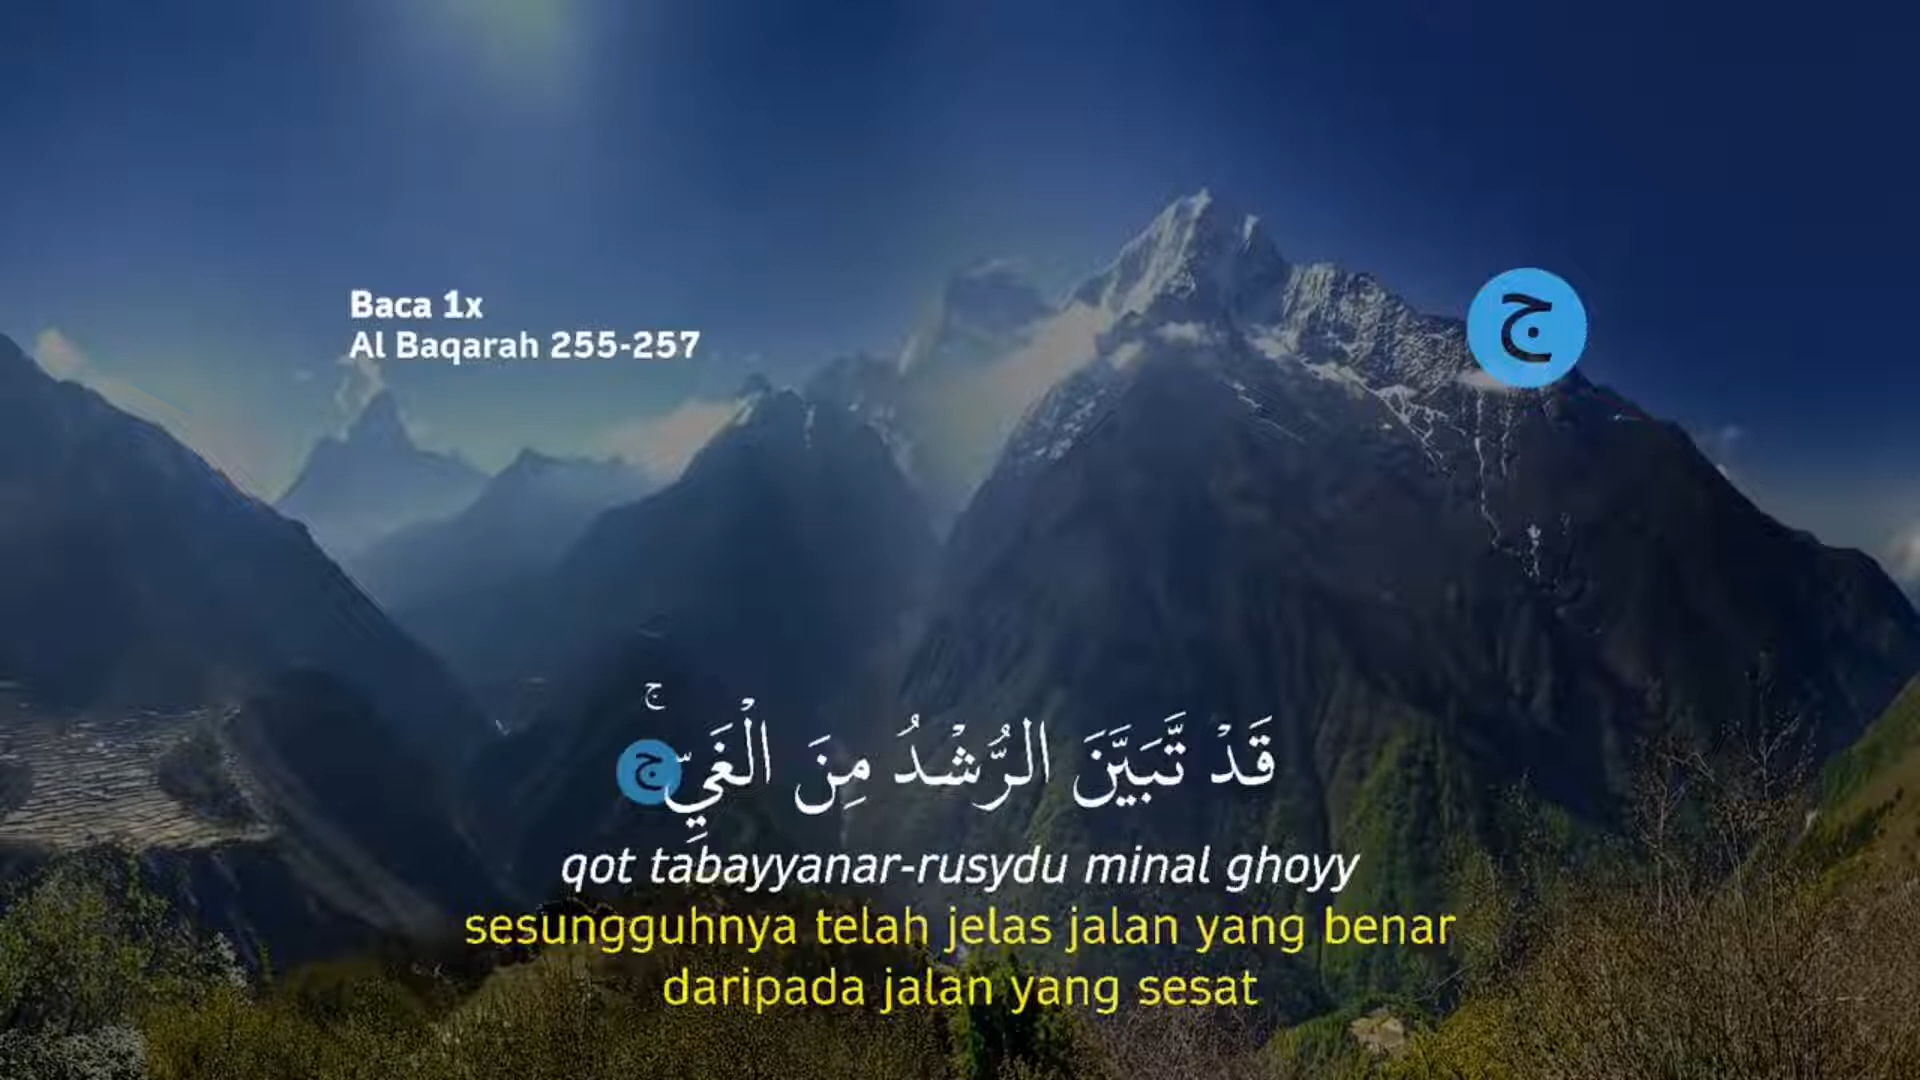 Baca 1x
Al Baqarah 255-257
ج
قَدْ تَّبَيَّنَ الرُّشْدُ مِنَ الْغَيِّۚ ج
qot tabayyanar-rusydu minal ghoyy
sesungguhnya telah jelas jalan yang benar
daripada jalan yang sesat